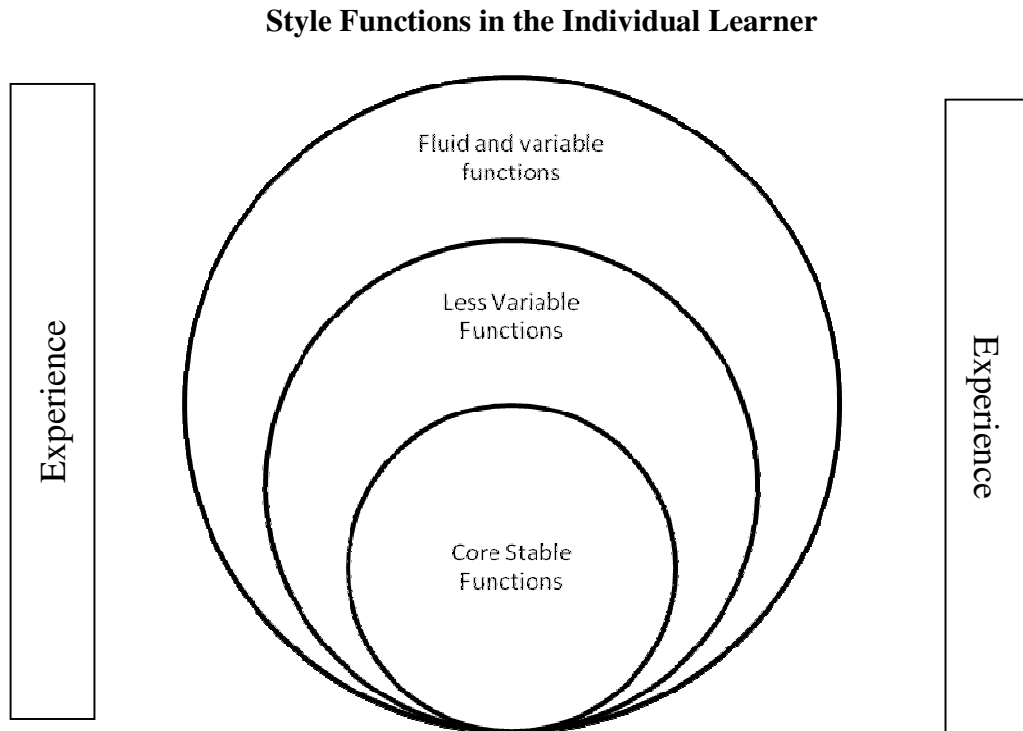 Style Functions in the Individual Learner
Fluid and variable
functions
Less Variable
Functions
Experience
Experience
Core Stable
Functions